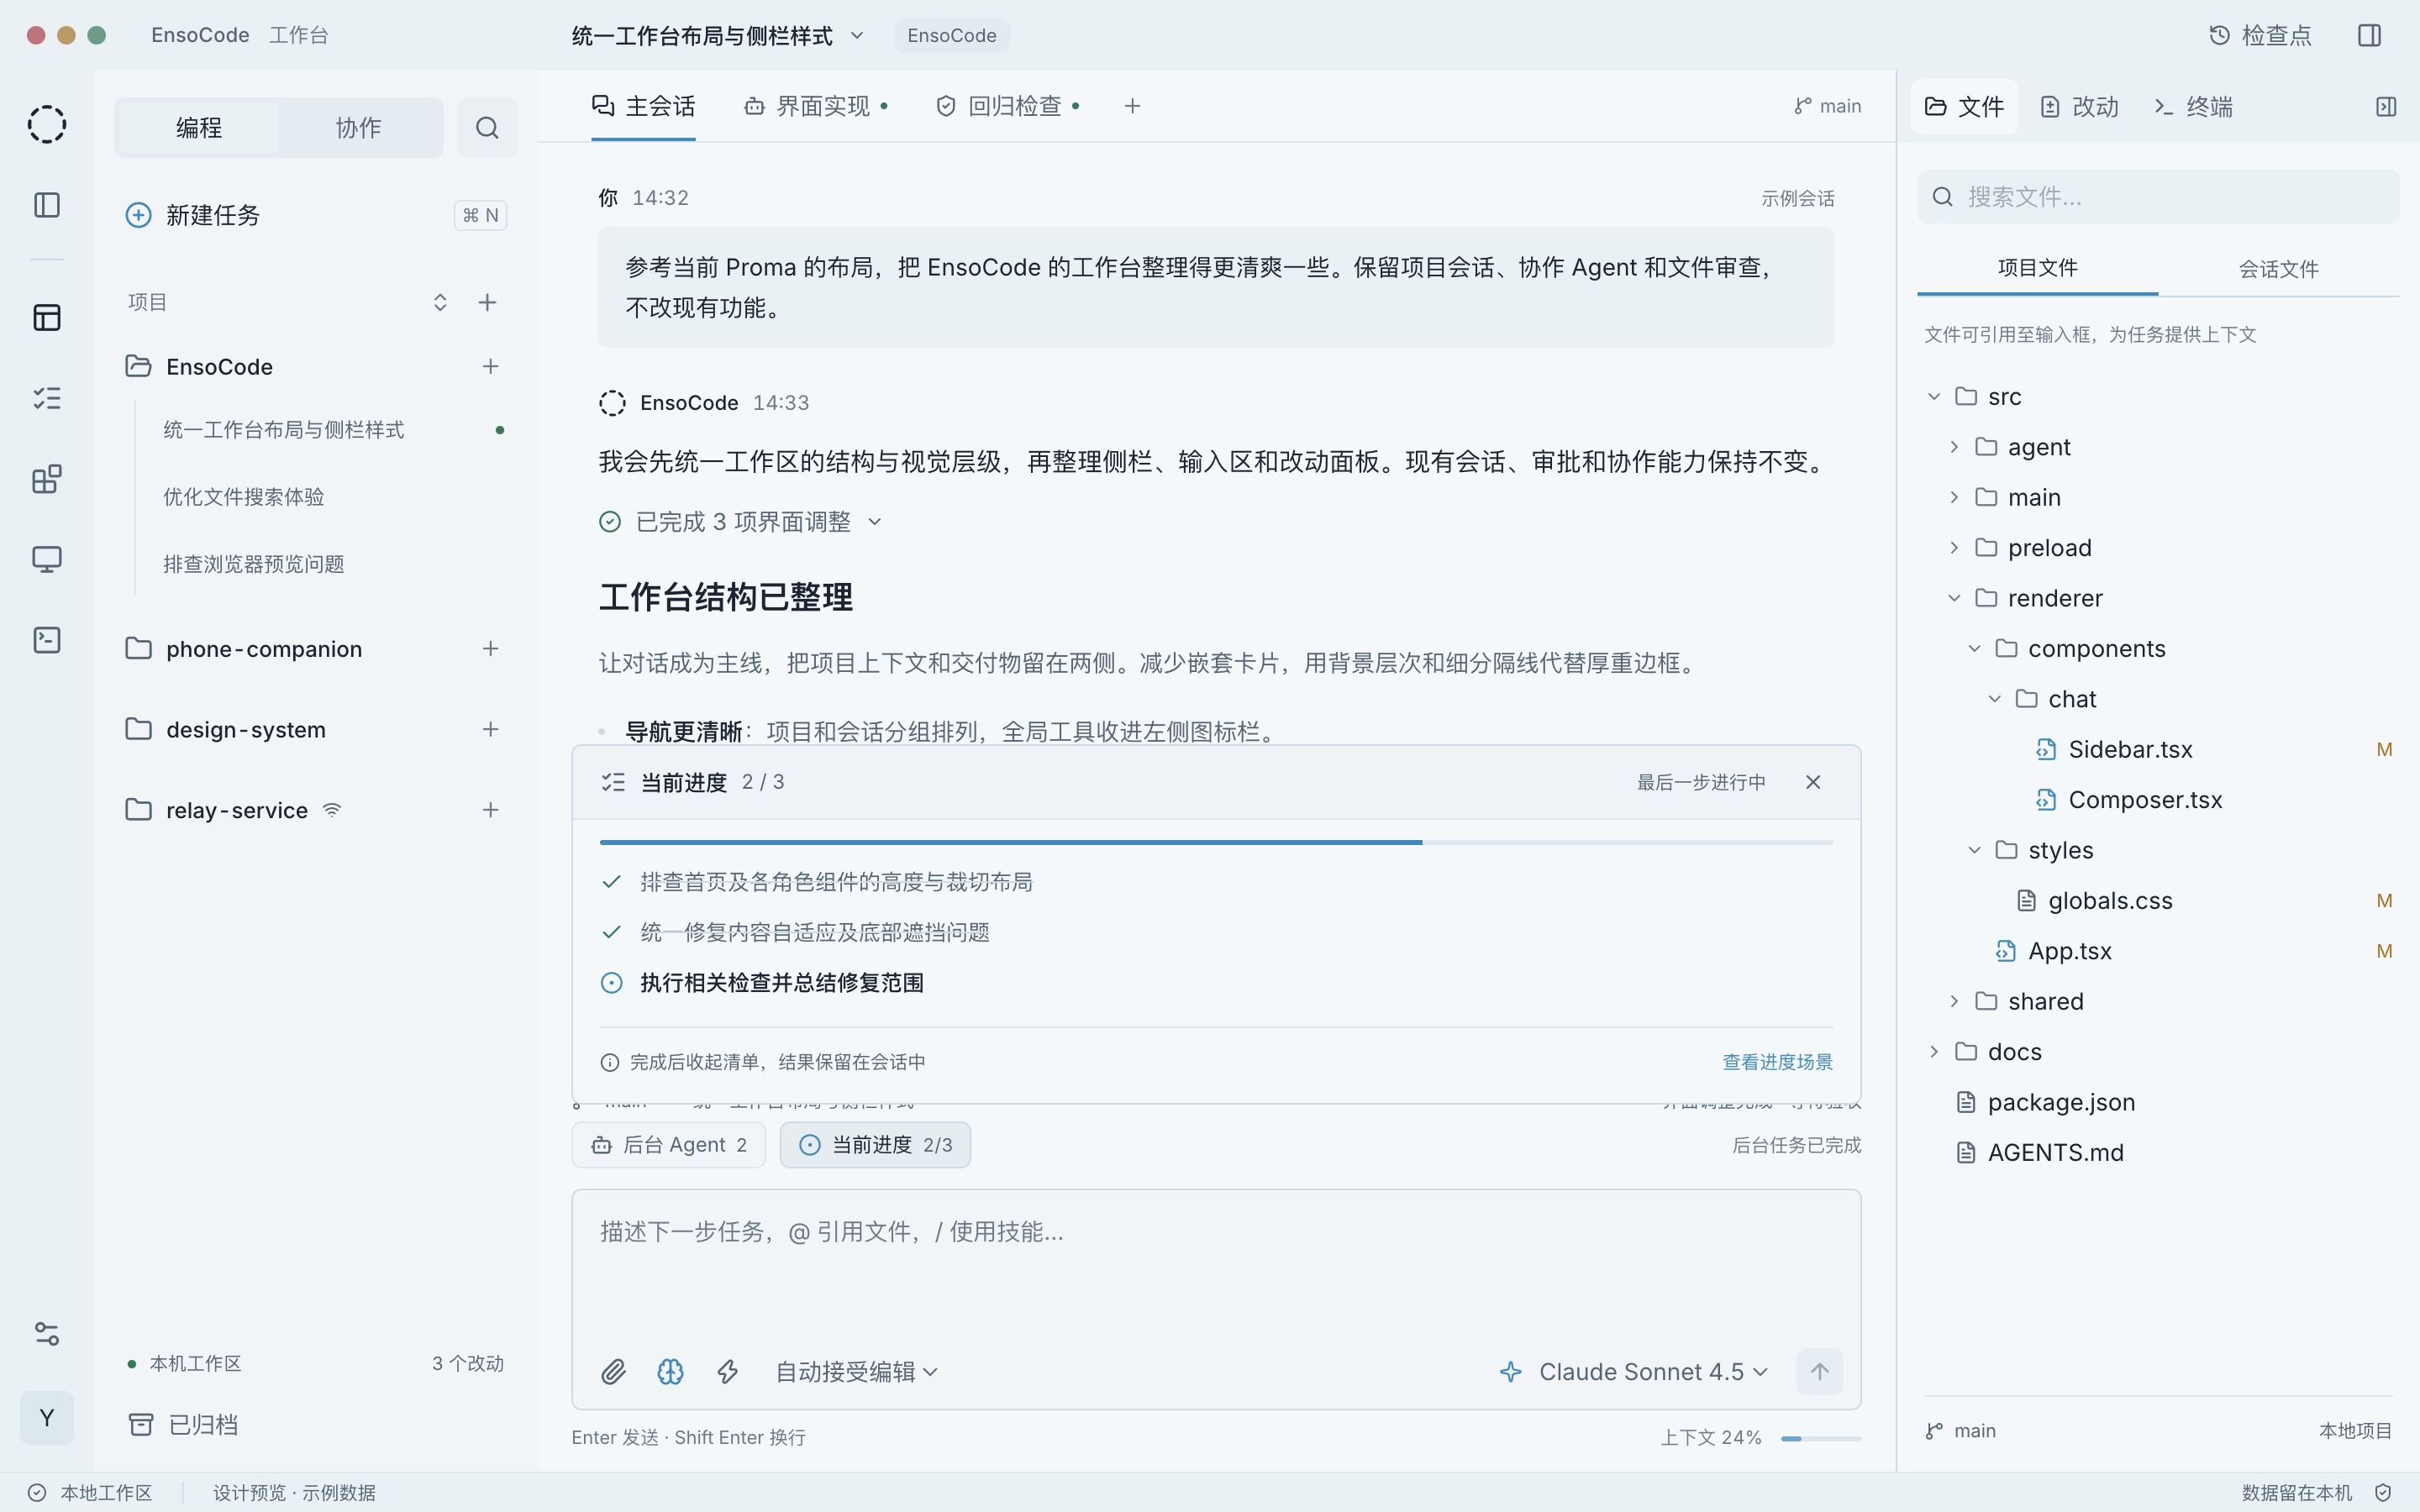 EnsoCode 工作台
统一工作台布局与侧栏样式 EnsoCode
检查点
编程 协作
新建任务 ⌘ N
项目
EnsoCode
统一工作台布局与侧栏样式
优化文件搜索体验
排查浏览器预览问题
phone-companion
design-system
relay-service
本机工作区 3 个改动
Y
已归档
主会话 界面实现 回归检查 main
你 14:32 示例会话
参考当前 Proma 的布局，把 EnsoCode 的工作台整理得更清爽一些。保留项目会话、协作 Agent 和文件审查，
不改现有功能。
EnsoCode 14:33
我会先统一工作区的结构与视觉层级，再整理侧栏、输入区和改动面板。现有会话、审批和协作能力保持不变。
已完成 3 项界面调整
工作台结构已整理
让对话成为主线，把项目上下文和交付物留在两侧。减少嵌套卡片，用背景层次和细分隔线代替厚重边框。
导航更清晰：项目和会话分组排列，全局工具收进左侧图标栏。
当前进度 2 / 3 最后一步进行中
排查首页及各角色组件的高度与裁切布局
统一修复内容自适应及底部遮挡问题
执行相关检查并总结修复范围
完成后收起清单，结果保留在会话中 查看进度场景
后台 Agent 2 当前进度 2/3 后台任务已完成
描述下一步任务，@ 引用文件，/ 使用技能...
自动接受编辑 Claude Sonnet 4.5
Enter 发送 · Shift Enter 换行 上下文 24%
文件 改动 终端
搜索文件...
项目文件 会话文件
文件可引用至输入框，为任务提供上下文
src
agent
main
preload
renderer
components
chat
Sidebar.tsx M
Composer.tsx
styles
globals.css M
App.tsx M
shared
docs
package.json
AGENTS.md
main 本地项目
本地工作区 设计预览 · 示例数据 数据留在本机